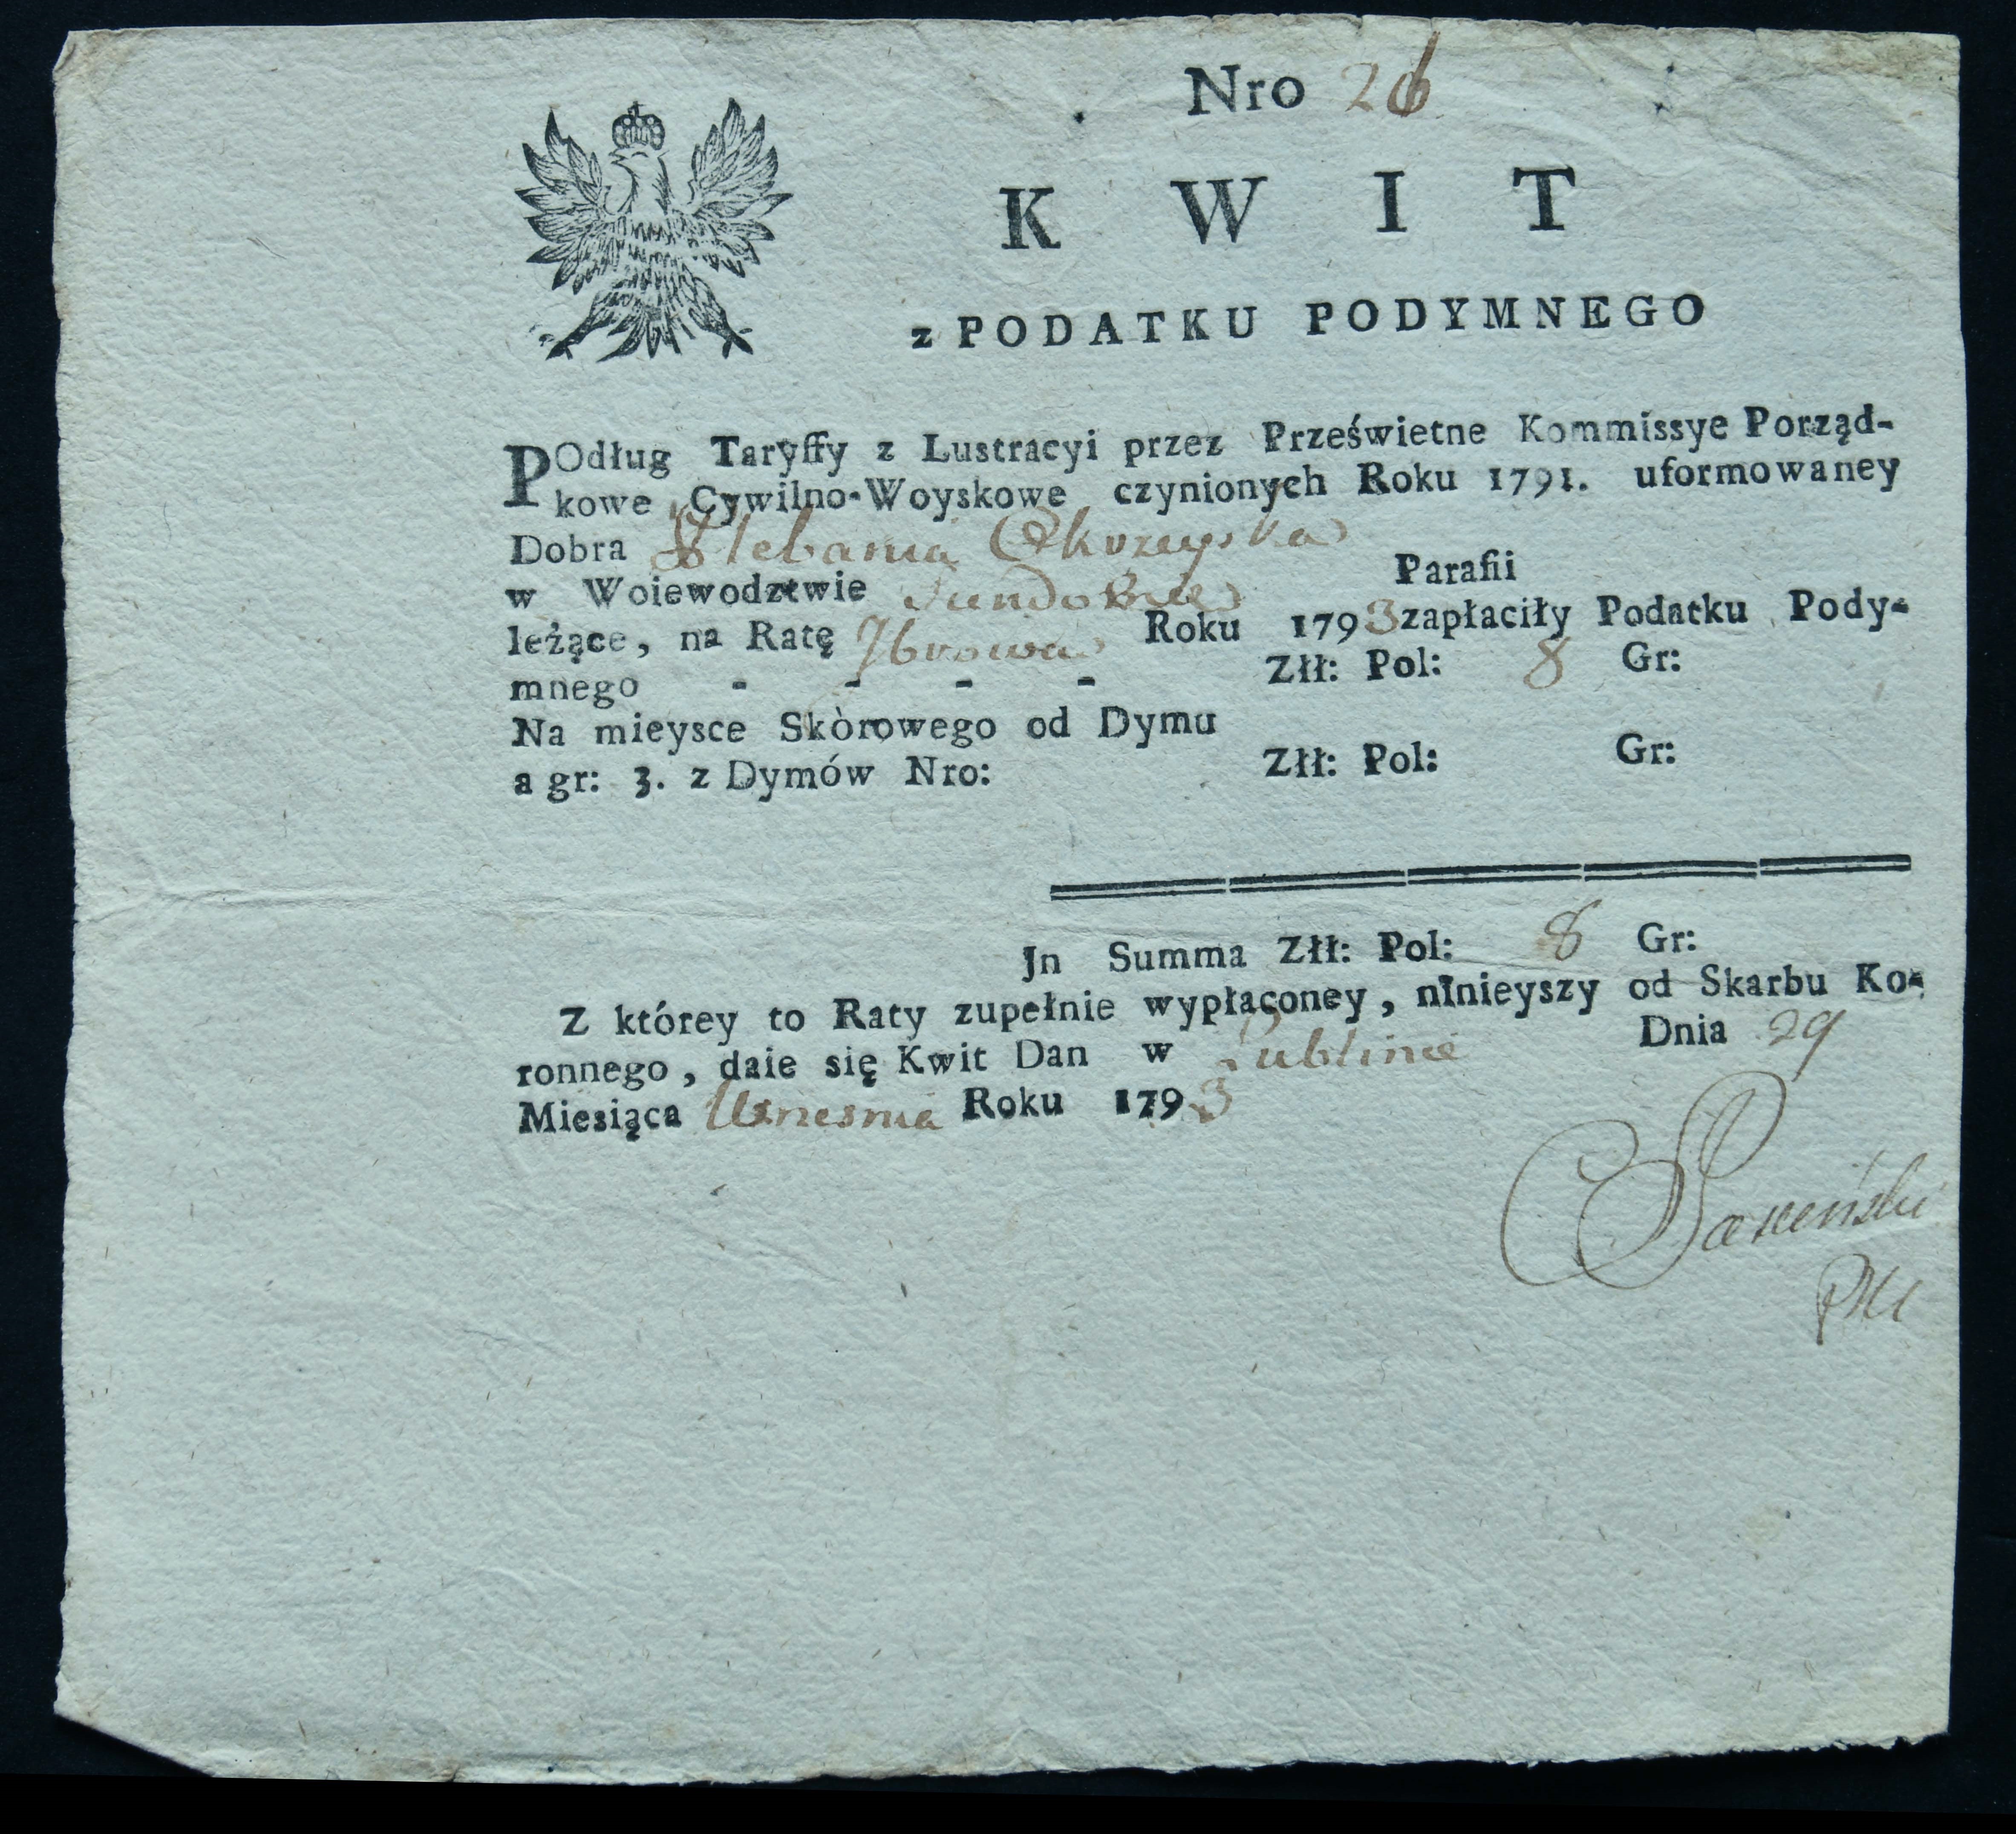 Nro 26
K W I T
z PODATKU PODYMNEGO
POdług Taryffy z Lustracyi przez Prześwietne Kommissye Porząd-
kowe Cywilno-Woyskowe czynionych Roku 1791. uformowaney
Dobra Plebania
w Woiewodztwie Parafii
leżące, na Ratę 7browa Roku 1793 zapłaciły Podatku Pody-
mnego - - - - Złł: Pol: 8 Gr:
Na mieysce Skòrowego od Dymu
a gr: 3. z Dymów Nro: Złł: Pol: Gr:
Jn Summa Złł: Pol: 8 Gr:
Z którey to Raty zupełnie wypłaconey, ninieyszy od Skarbu Ko-
ronnego, daie się Kwit Dan w Lublinie Dnia 29
Miesiąca Roku 1793